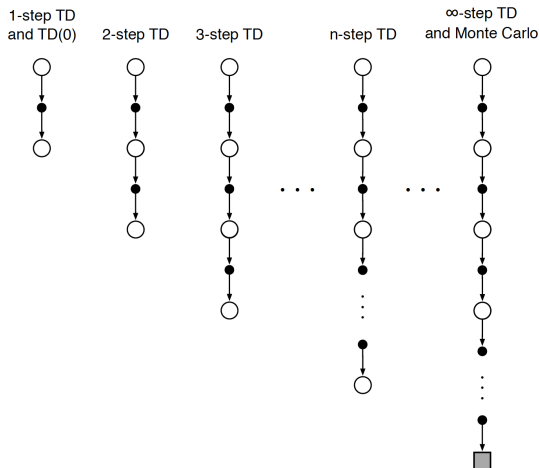 1-step TD
and TD(0)
2-step TD
3-step TD
n-step TD
∞-step TD
and Monte Carlo